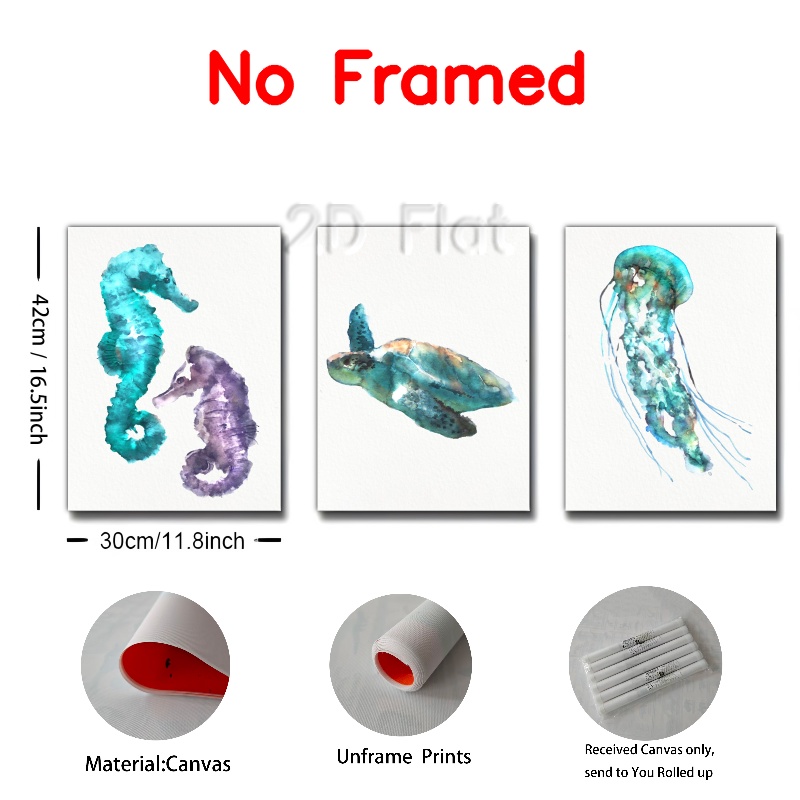 No Framed
2D Flat
42cm / 16.5inch
30cm/11.8inch
Material:Canvas
Unframe Prints
Received Canvas only,
send to You Rolled up